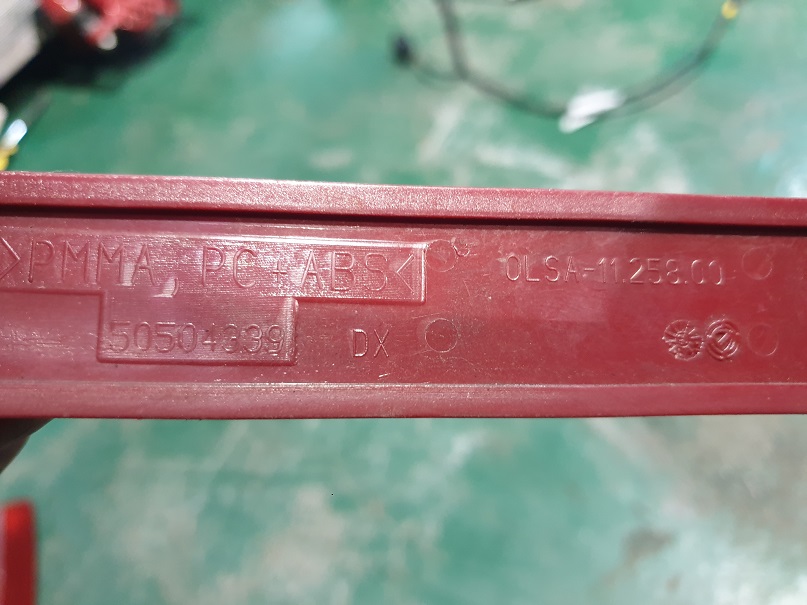 >PMMA, PC+ABS<
OLSA-11.258.00
50504339
DX